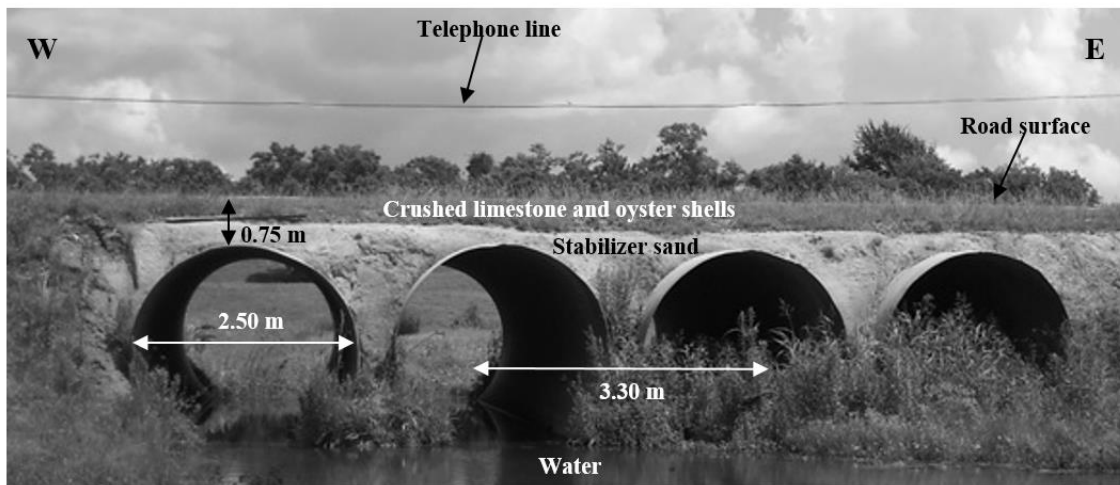 Telephone line
W
E
Road surface
Crushed limestone and oyster shells
0.75 m
Stabilizer sand
2.50 m
3.30 m
Water